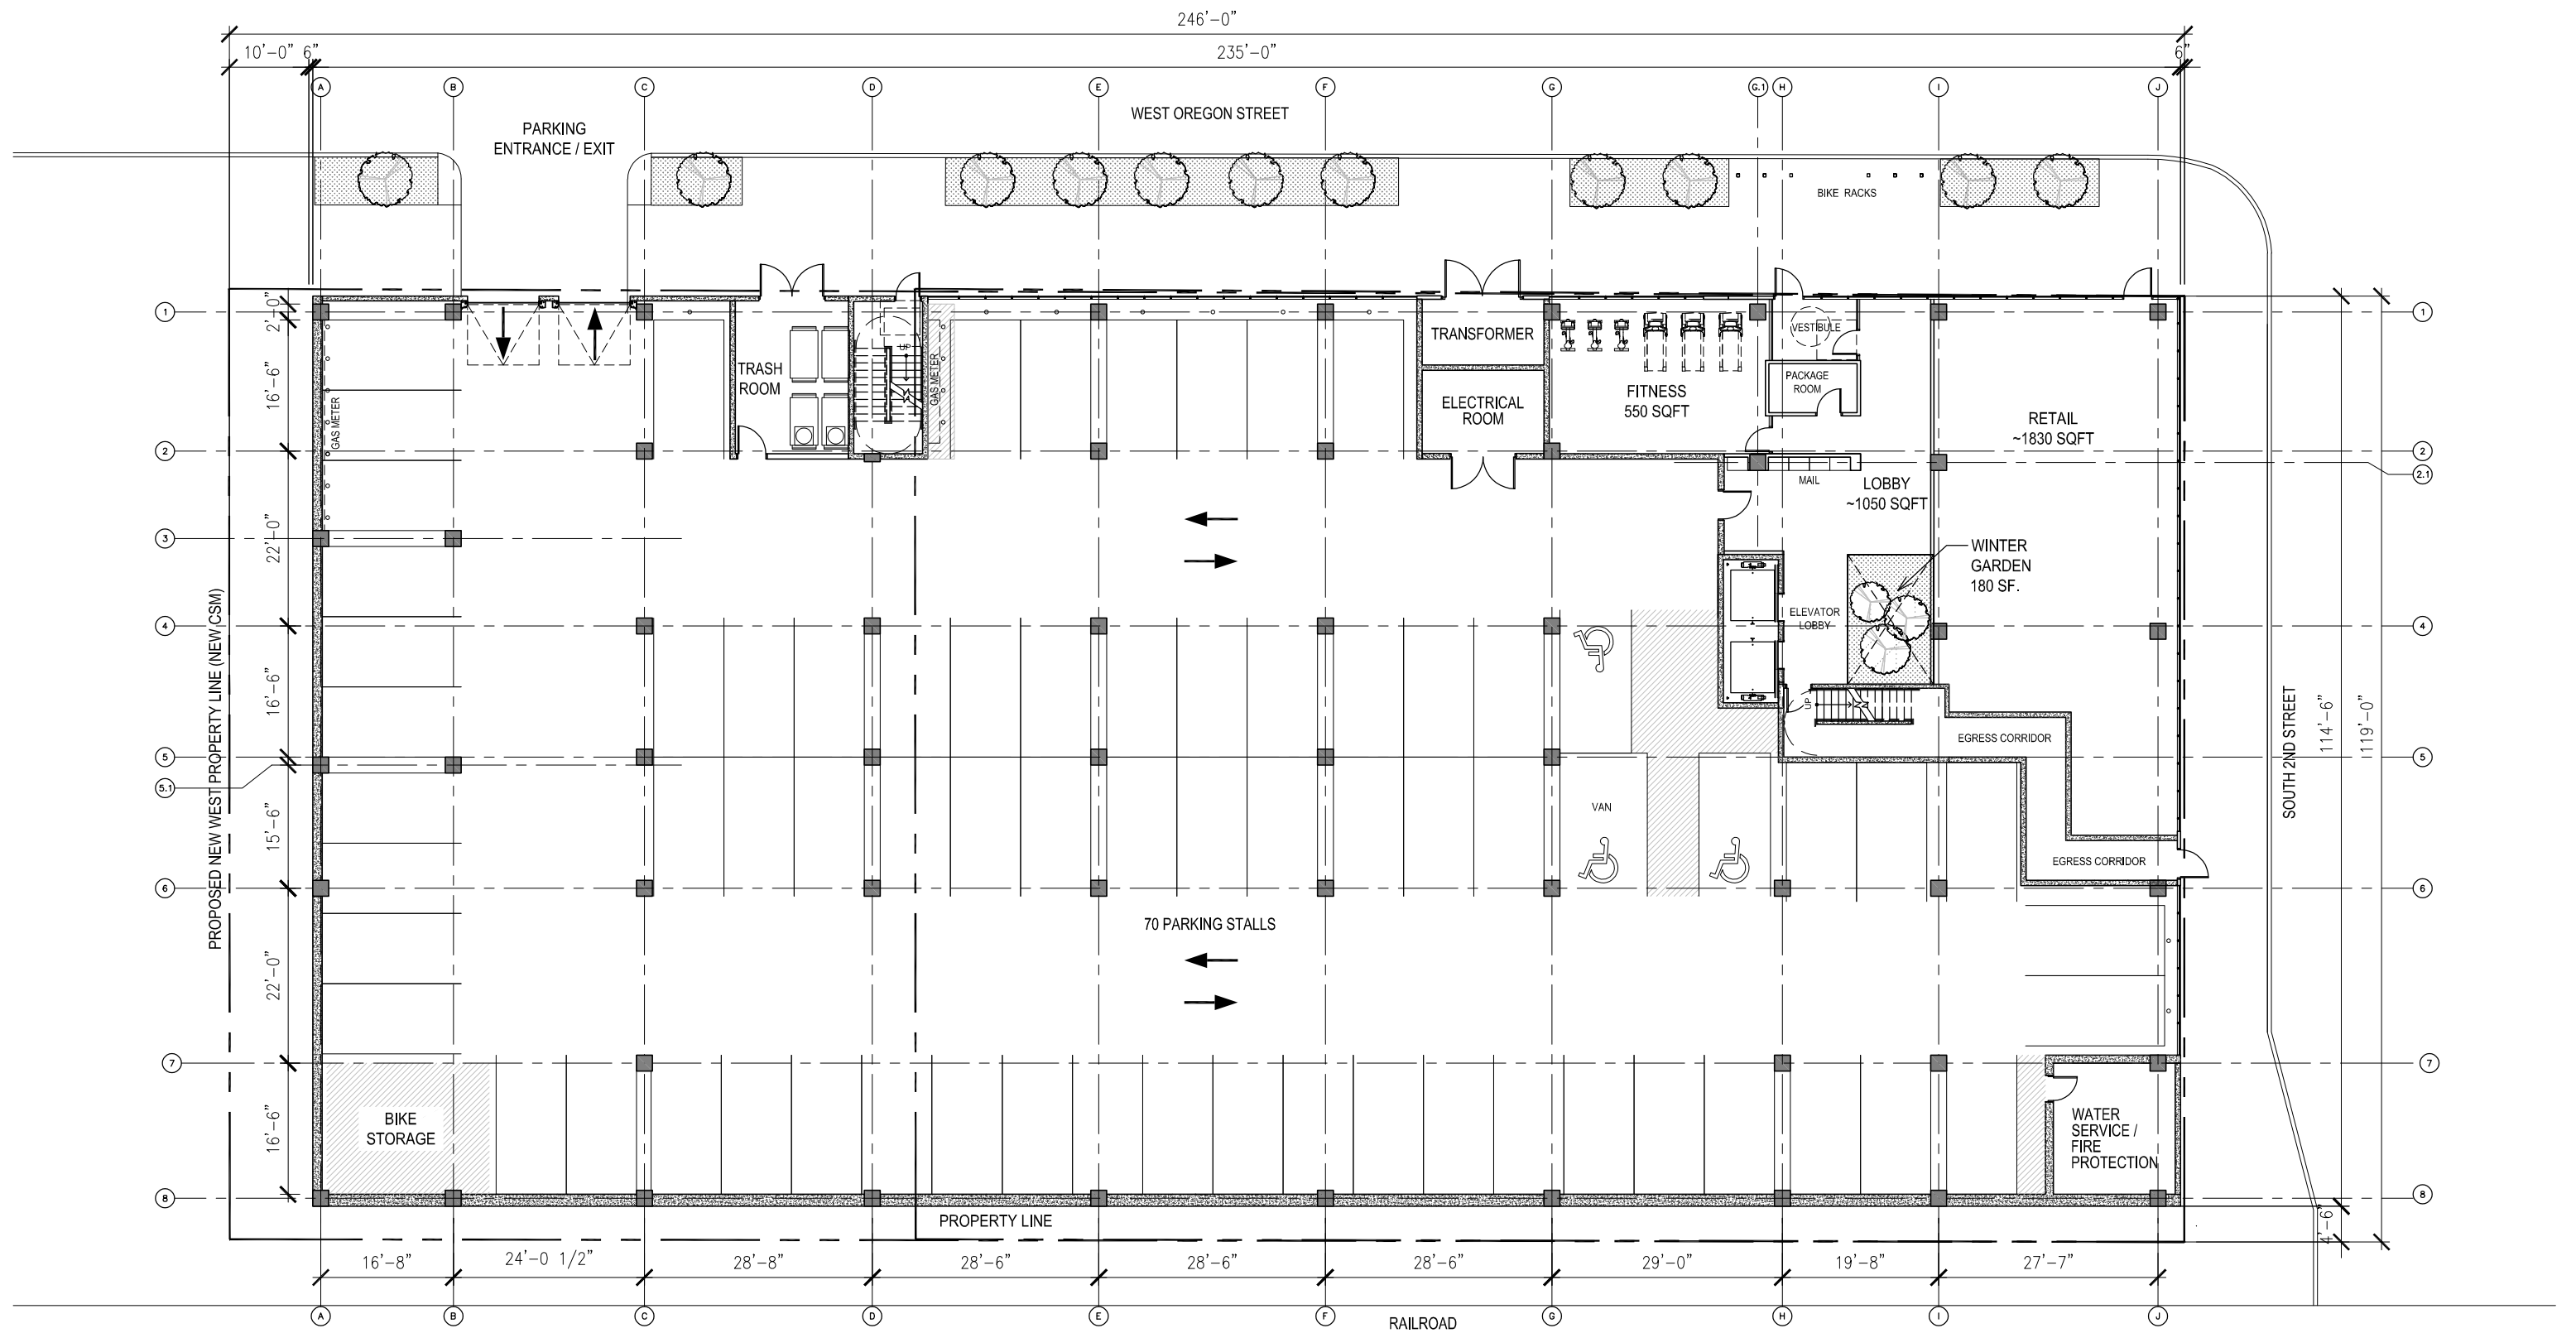 246'-0"
10'-0" 6"
235'-0"
6"
A
B
C
D
E
F
G
G.1
H
I
J
WEST OREGON STREET
PARKING
ENTRANCE / EXIT
BIKE RACKS
1
2'-0"
1
VESTIBULE
TRANSFORMER
UP
TRASH
ROOM
GAS METER
16'-6"
PACKAGE
ROOM
FITNESS
550 SQFT
ELECTRICAL
ROOM
GAS METER
RETAIL
~1830 SQFT
2
2
2.1
MAIL
LOBBY
~1050 SQFT
22'-0"
3
WINTER
GARDEN
180 SF.
ELEVATOR
LOBBY
4
4
PROPOSED NEW WEST PROPERTY LINE (NEW CSM)
16'-6"
UP
EGRESS CORRIDOR
SOUTH 2ND STREET
114'-6"
119'-0"
5
5
5.1
VAN
15'-6"
EGRESS CORRIDOR
6
6
70 PARKING STALLS
22'-0"
7
7
BIKE
STORAGE
16'-6"
WATER
SERVICE /
FIRE
PROTECTION
8
8
PROPERTY LINE
4'-6"
16'-8"
24'-0 1/2"
28'-8"
28'-6"
28'-6"
28'-6"
29'-0"
19'-8"
27'-7"
A
B
C
D
E
F
G
H
I
J
RAILROAD